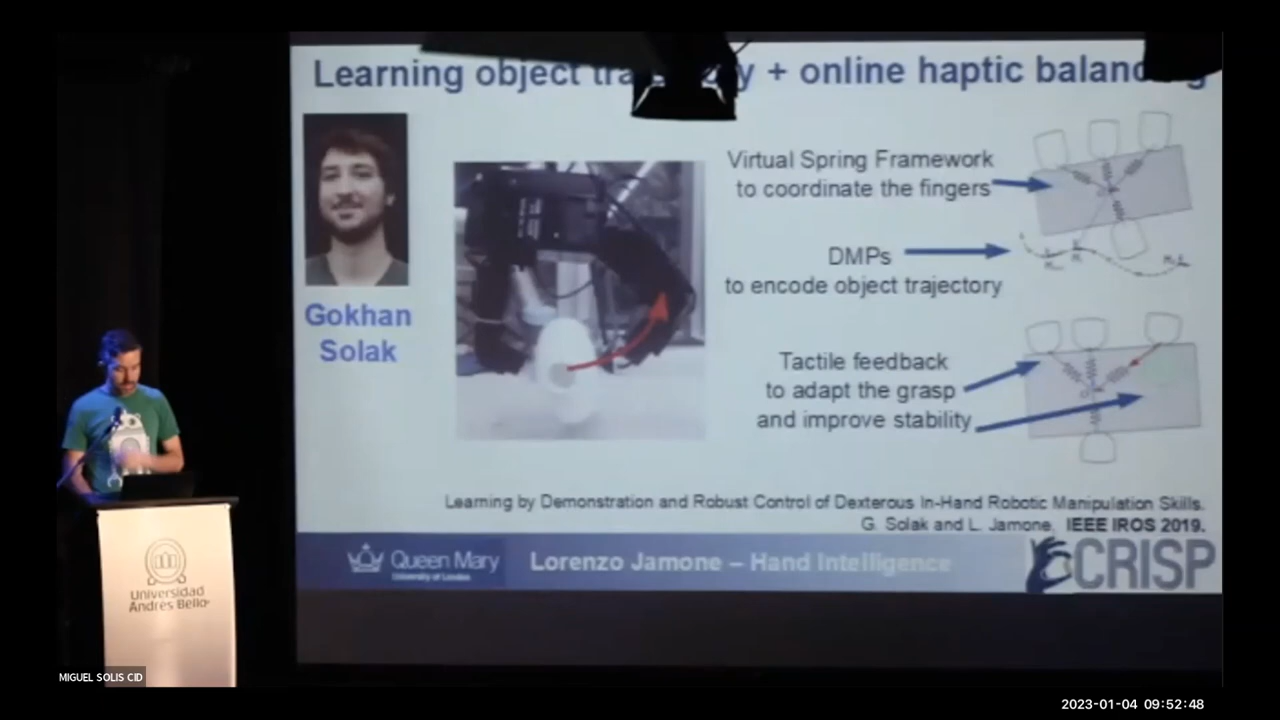 Learning object tra y + online haptic balanc g
Gokhan
Solak
Virtual Spring Framework
to coordinate the fingers
DMPs
to encode object trajectory
Tactile feedback
to adapt the grasp
and improve stability
Learning by Demonstration and Robust Control of Dexterous In-Hand Robotic Manipulation Skills.
G. Solak and L. Jamone, IEEE IROS 2019.
Queen Mary
University of London
Lorenzo Jamone – Hand Intelligence
CRISP
Universidad
Andrés Bello
MIGUEL SOLIS CID
2023-01-04 09:52:48